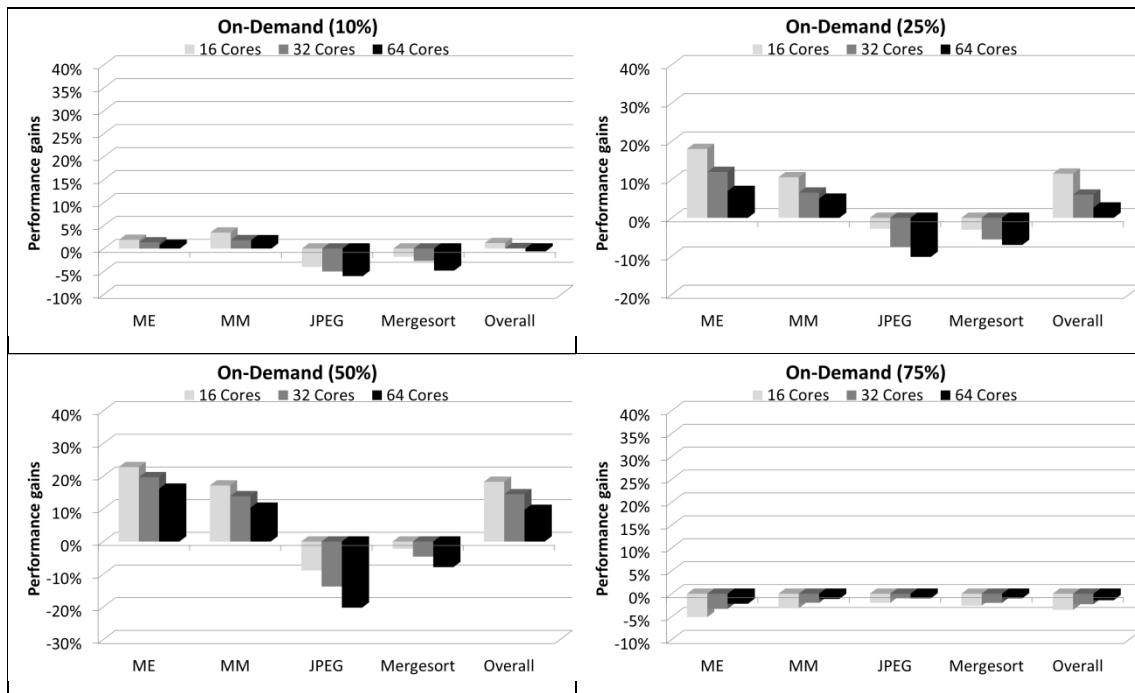 On-Demand (10%)
16 Cores 32 Cores 64 Cores
Performance gains
40%
35%
30%
25%
20%
15%
10%
5%
0%
-5%
-10%
ME MM JPEG Mergesort Overall
On-Demand (25%)
16 Cores 32 Cores 64 Cores
Performance gains
40%
30%
20%
10%
0%
-10%
-20%
ME MM JPEG Mergesort Overall
On-Demand (50%)
16 Cores 32 Cores 64 Cores
Performance gains
40%
30%
20%
10%
0%
-10%
-20%
-30%
ME MM JPEG Mergesort Overall
On-Demand (75%)
16 Cores 32 Cores 64 Cores
Performance gains
40%
35%
30%
25%
20%
15%
10%
5%
0%
-5%
-10%
ME MM JPEG Mergesort Overall